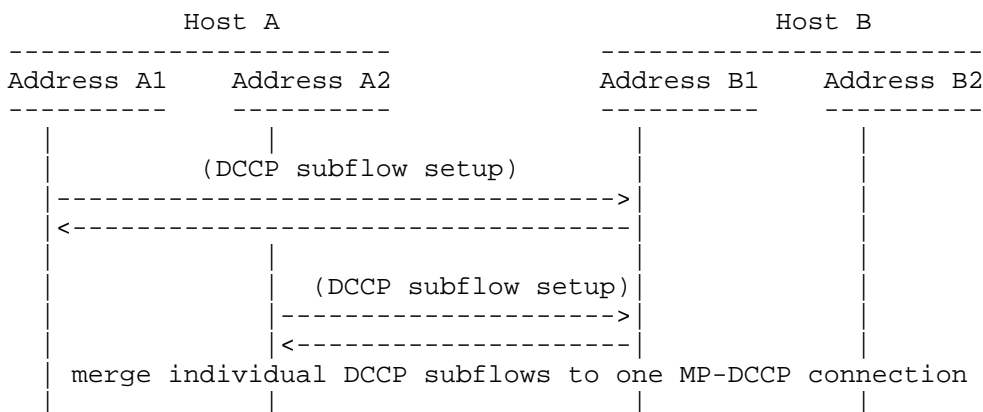 Host A Host B
Address A1 Address A2 Address B1 Address B2
(DCCP subflow setup)
(DCCP subflow setup)
merge individual DCCP subflows to one MP-DCCP connection